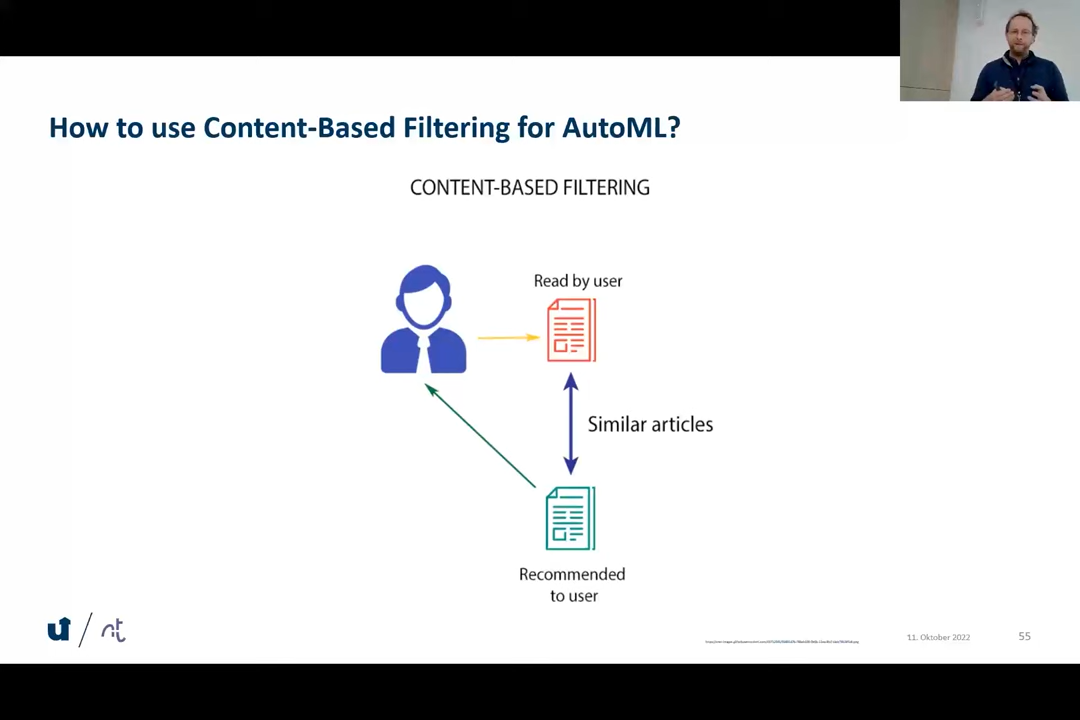 How to use Content-Based Filtering for AutoML?
CONTENT-BASED FILTERING
Read by user
Similar articles
Recommended
to user
11. Oktober 2022
55